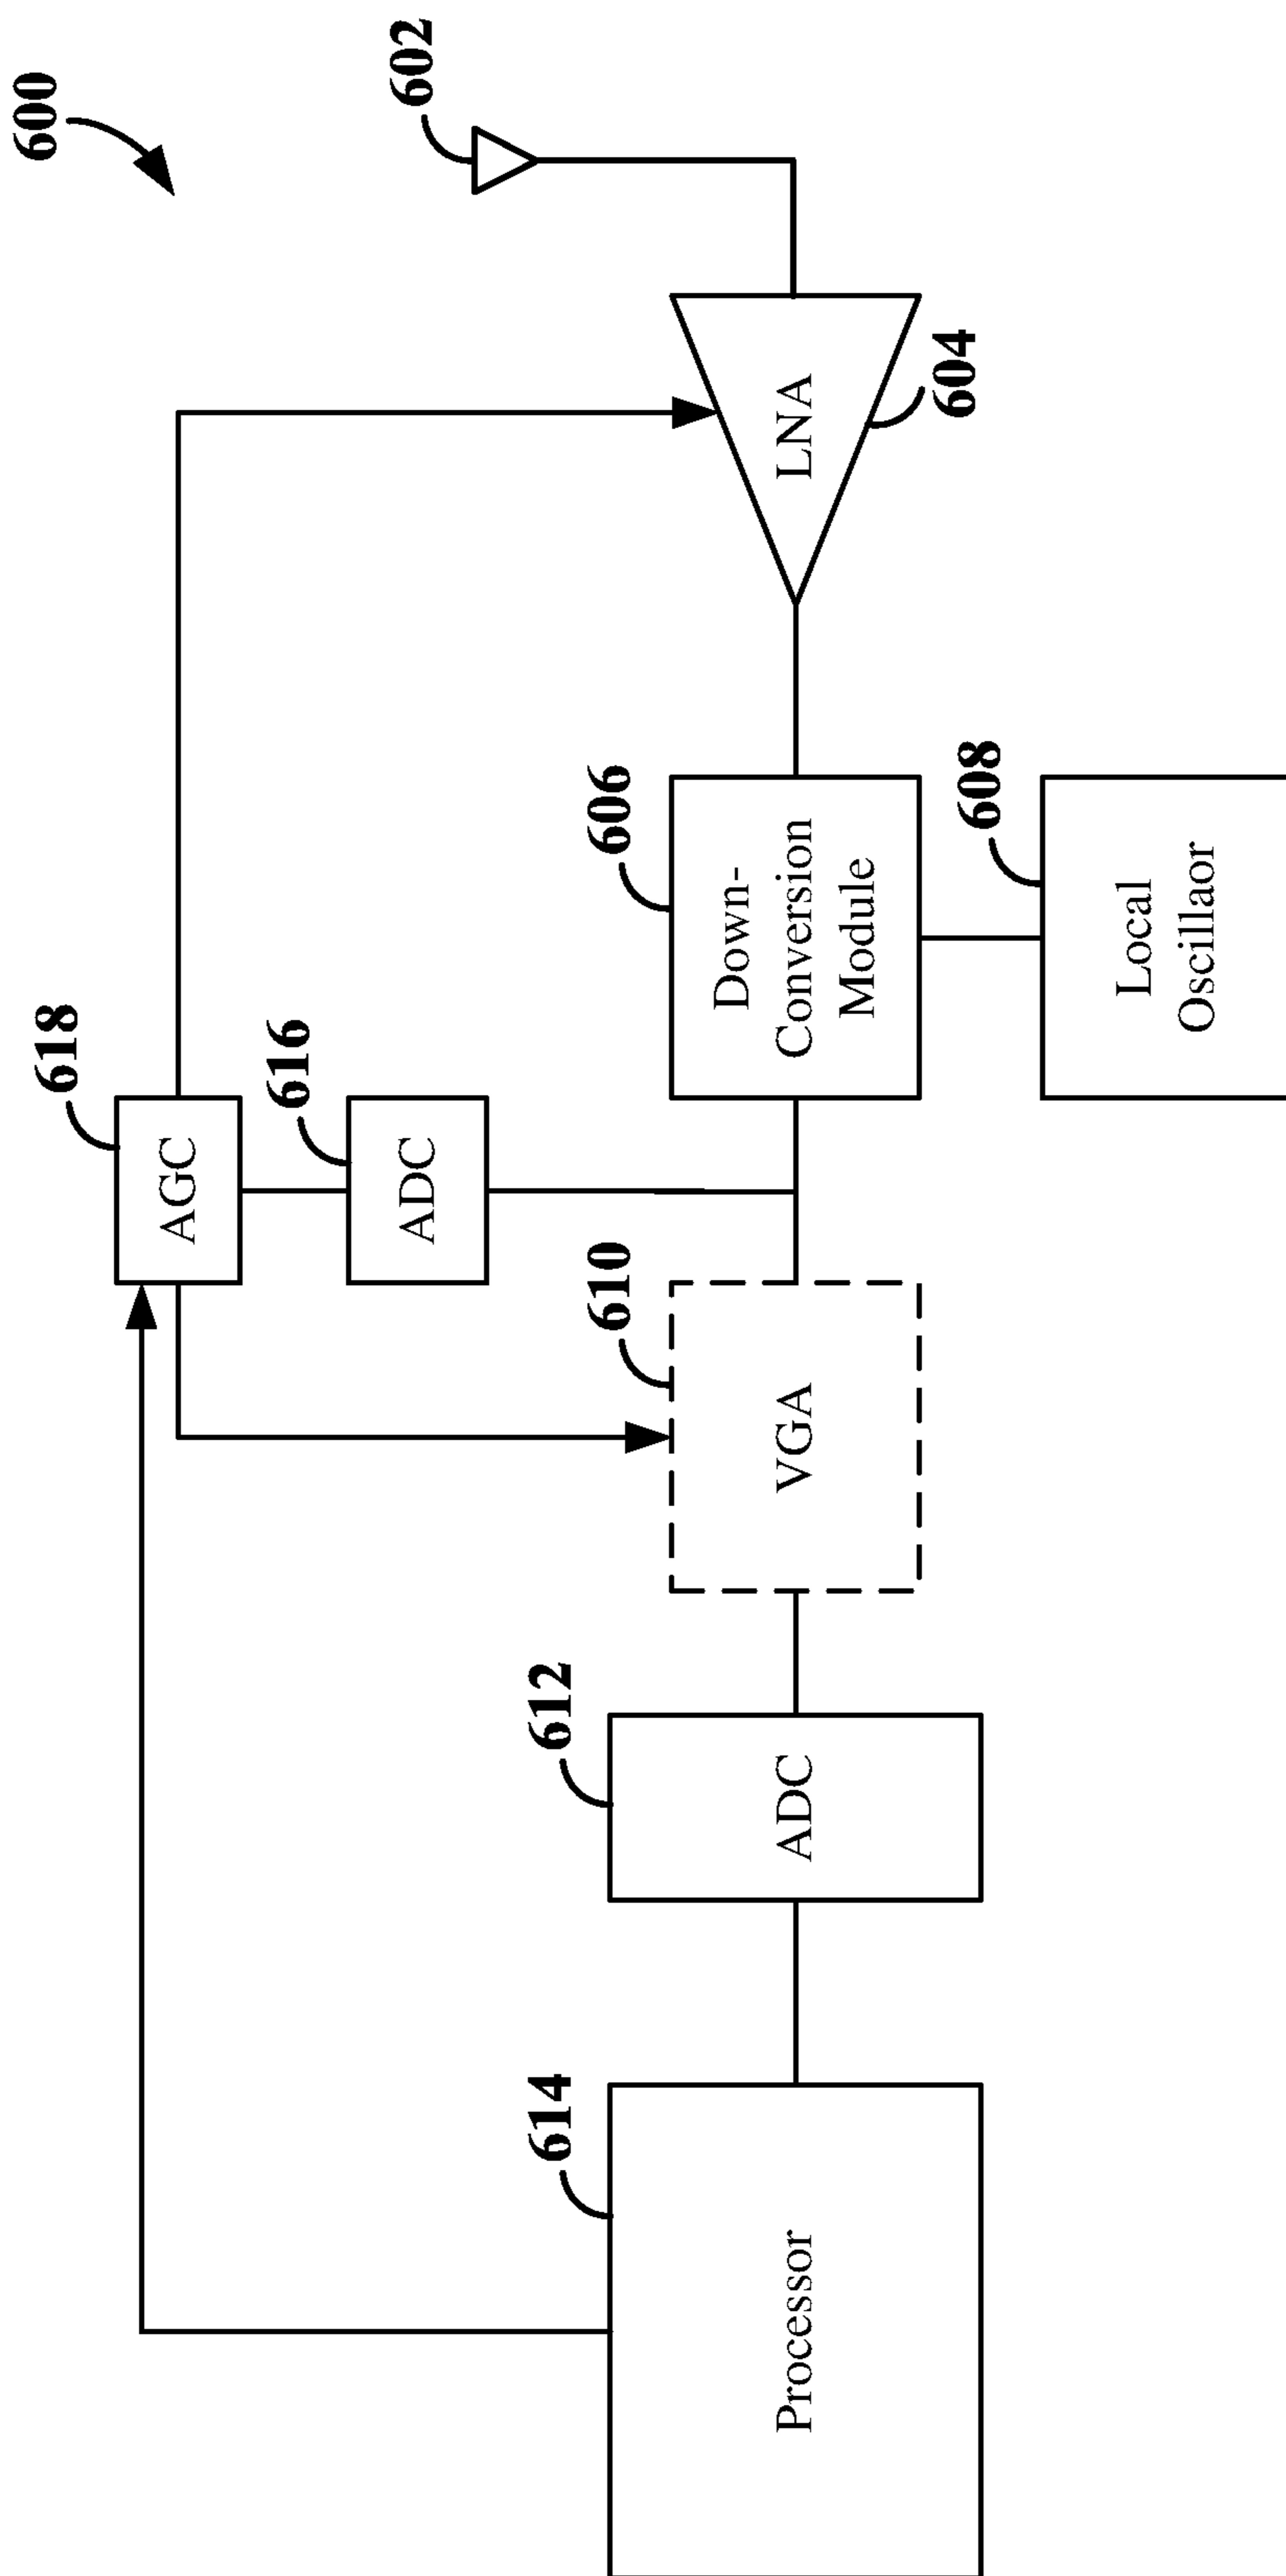 600
602
618
AGC
616
ADC
610
VGA
606
Down-
Conversion
Module
LNA
604
608
Local
Oscillaor
612
ADC
614
Processor